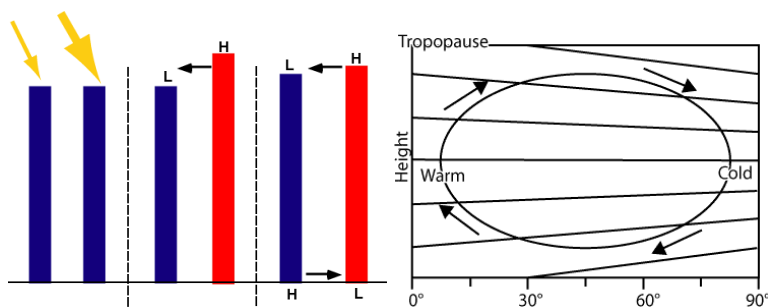 H
L
H
L
H
L
Tropopause
Height
Warm
Cold
0°
30°
60°
90°